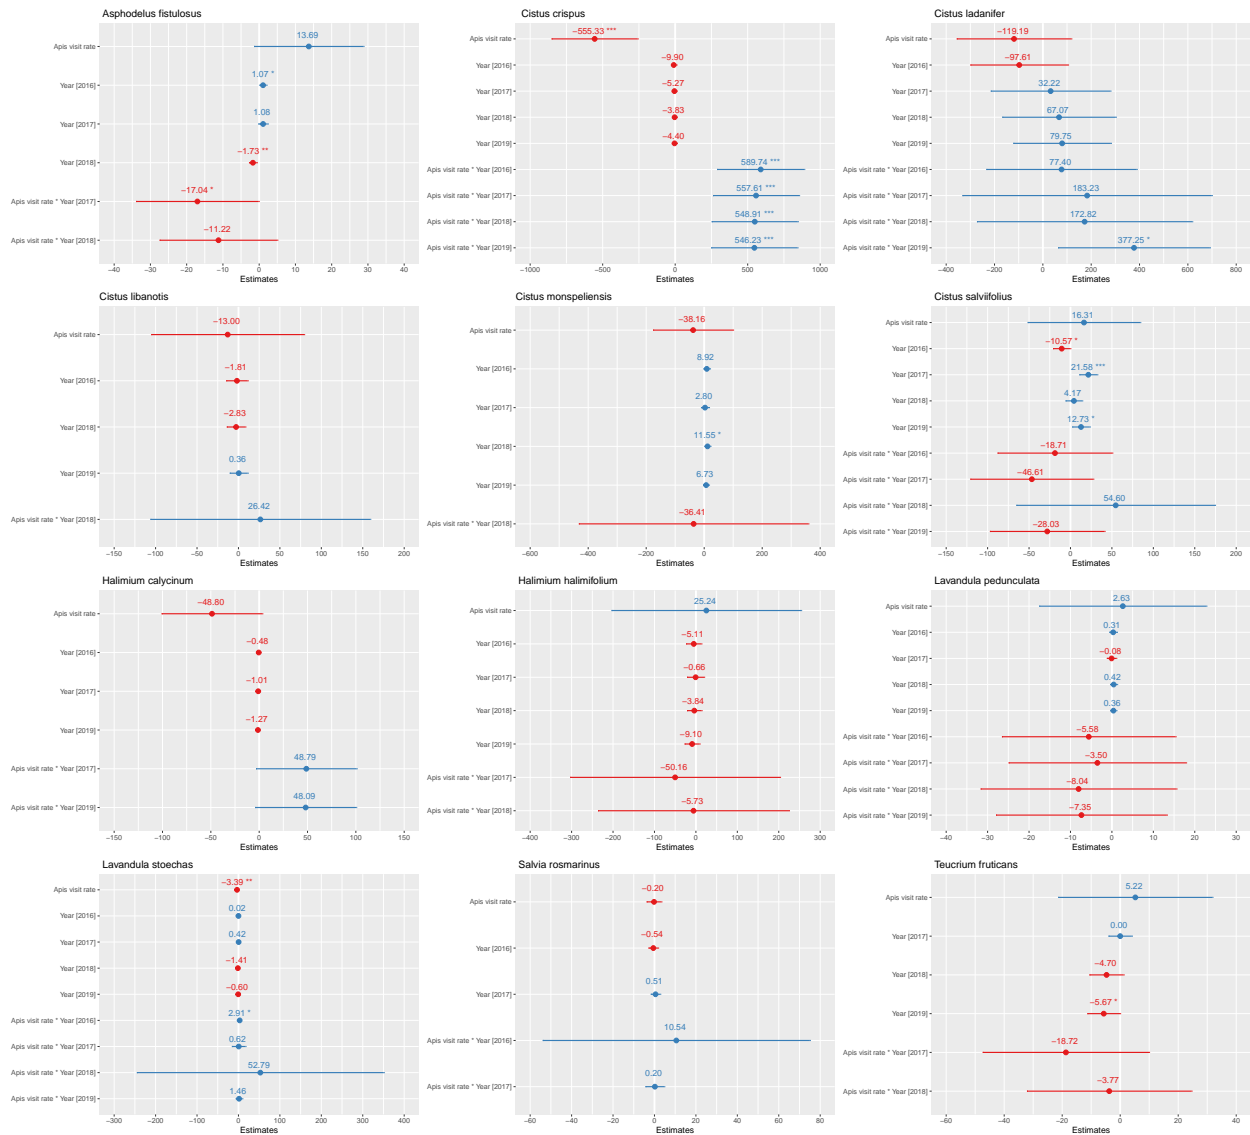 Asphodelus fistulosus
Apis visit rate
Year [2016]
Year [2017]
Year [2018]
Apis visit rate * Year [2017]
Apis visit rate * Year [2018]
13.69
1.07 *
1.08
−1.73 **
−17.04 *
−11.22
−40 −30 −20 −10 0 10 20 30 40
Estimates
Cistus crispus
Apis visit rate
Year [2016]
Year [2017]
Year [2018]
Year [2019]
Apis visit rate * Year [2016]
Apis visit rate * Year [2017]
Apis visit rate * Year [2018]
Apis visit rate * Year [2019]
−555.33 ***
−9.90
−5.27
−3.83
−4.40
589.74 ***
557.61 ***
548.91 ***
546.23 ***
−1000 −500 0 500 1000
Estimates
Cistus ladanifer
Apis visit rate
Year [2016]
Year [2017]
Year [2018]
Year [2019]
Apis visit rate * Year [2016]
Apis visit rate * Year [2017]
Apis visit rate * Year [2018]
Apis visit rate * Year [2019]
−119.19
−97.61
32.22
67.07
79.75
77.40
183.23
172.82
377.25 *
−400 −200 0 200 400 600 800
Estimates
Cistus libanotis
Apis visit rate
Year [2016]
Year [2018]
Year [2019]
Apis visit rate * Year [2018]
−13.00
−1.81
−2.83
0.36
26.42
−150 −100 −50 0 50 100 150 200
Estimates
Cistus monspeliensis
Apis visit rate
Year [2016]
Year [2017]
Year [2018]
Year [2019]
Apis visit rate * Year [2018]
−38.16
8.92
2.80
11.55 *
6.73
−36.41
−600 −400 −200 0 200 400
Estimates
Cistus salviifolius
Apis visit rate
Year [2016]
Year [2017]
Year [2018]
Year [2019]
Apis visit rate * Year [2016]
Apis visit rate * Year [2017]
Apis visit rate * Year [2018]
Apis visit rate * Year [2019]
16.31
−10.57 *
21.58 ***
4.17
12.73 *
−18.71
−46.61
54.60
−28.03
−150 −100 −50 0 50 100 150 200
Estimates
Halimium calycinum
Apis visit rate
Year [2016]
Year [2017]
Year [2019]
Apis visit rate * Year [2017]
Apis visit rate * Year [2019]
−48.80
−0.48
−1.01
−1.27
48.79
48.09
−150 −100 −50 0 50 100 150
Estimates
Halimium halimifolium
Apis visit rate
Year [2016]
Year [2017]
Year [2018]
Year [2019]
Apis visit rate * Year [2017]
Apis visit rate * Year [2018]
25.24
−5.11
−0.66
−3.84
−9.10
−50.16
−5.73
−400 −300 −200 −100 0 100 200 300
Estimates
Lavandula pedunculata
Apis visit rate
Year [2016]
Year [2017]
Year [2018]
Year [2019]
Apis visit rate * Year [2016]
Apis visit rate * Year [2017]
Apis visit rate * Year [2018]
Apis visit rate * Year [2019]
2.63
0.31
−0.08
0.42
0.36
−5.58
−3.50
−8.04
−7.35
−40 −30 −20 −10 0 10 20 30
Estimates
Lavandula stoechas
Apis visit rate
Year [2016]
Year [2017]
Year [2018]
Year [2019]
Apis visit rate * Year [2016]
Apis visit rate * Year [2017]
Apis visit rate * Year [2018]
Apis visit rate * Year [2019]
−3.39 **
0.02
0.42
−1.41
−0.60
2.91 *
0.62
52.79
1.46
−300 −200 −100 0 100 200 300 400
Estimates
Salvia rosmarinus
Apis visit rate
Year [2016]
Year [2017]
Apis visit rate * Year [2016]
Apis visit rate * Year [2017]
−0.20
−0.54
0.51
10.54
0.20
−60 −40 −20 0 20 40 60 80
Estimates
Teucrium fruticans
Apis visit rate
Year [2017]
Year [2018]
Year [2019]
Apis visit rate * Year [2017]
Apis visit rate * Year [2018]
5.22
0.00
−4.70
−5.67 *
−18.72
−3.77
−60 −40 −20 0 20 40
Estimates